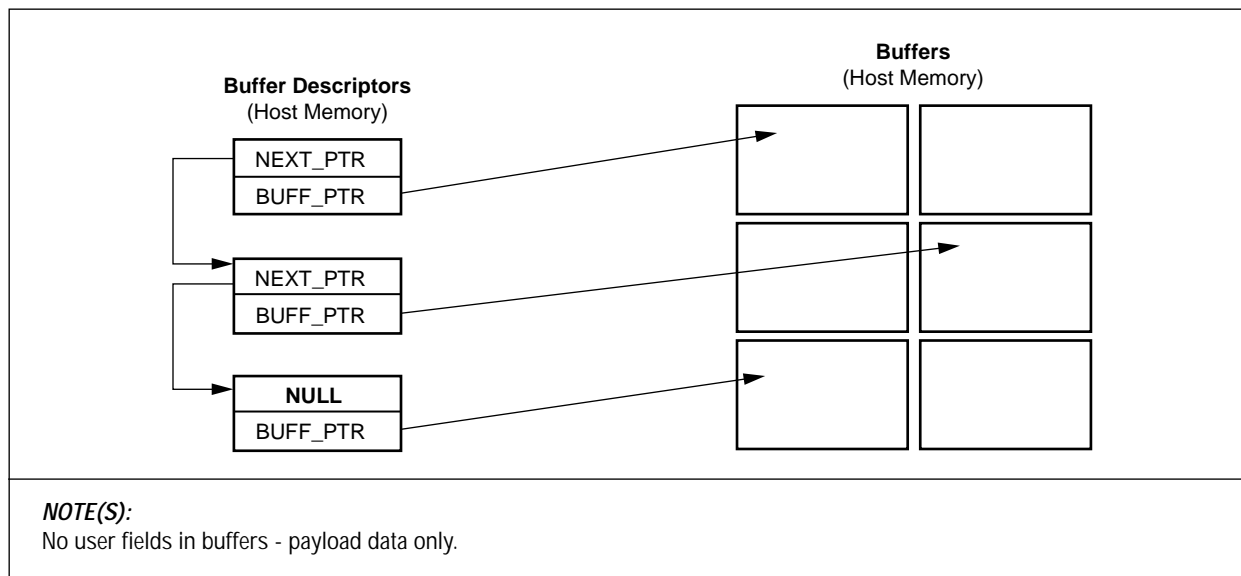 Buffer Descriptors
(Host Memory)
NEXT_PTR
BUFF_PTR
NEXT_PTR
BUFF_PTR
NULL
BUFF_PTR
Buffers
(Host Memory)
NOTE(S):
No user fields in buffers - payload data only.